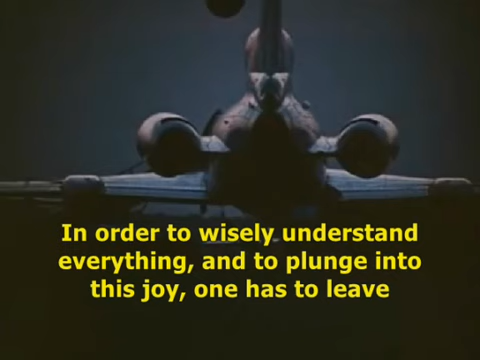 In order to wisely understand
everything, and to plunge into
this joy, one has to leave